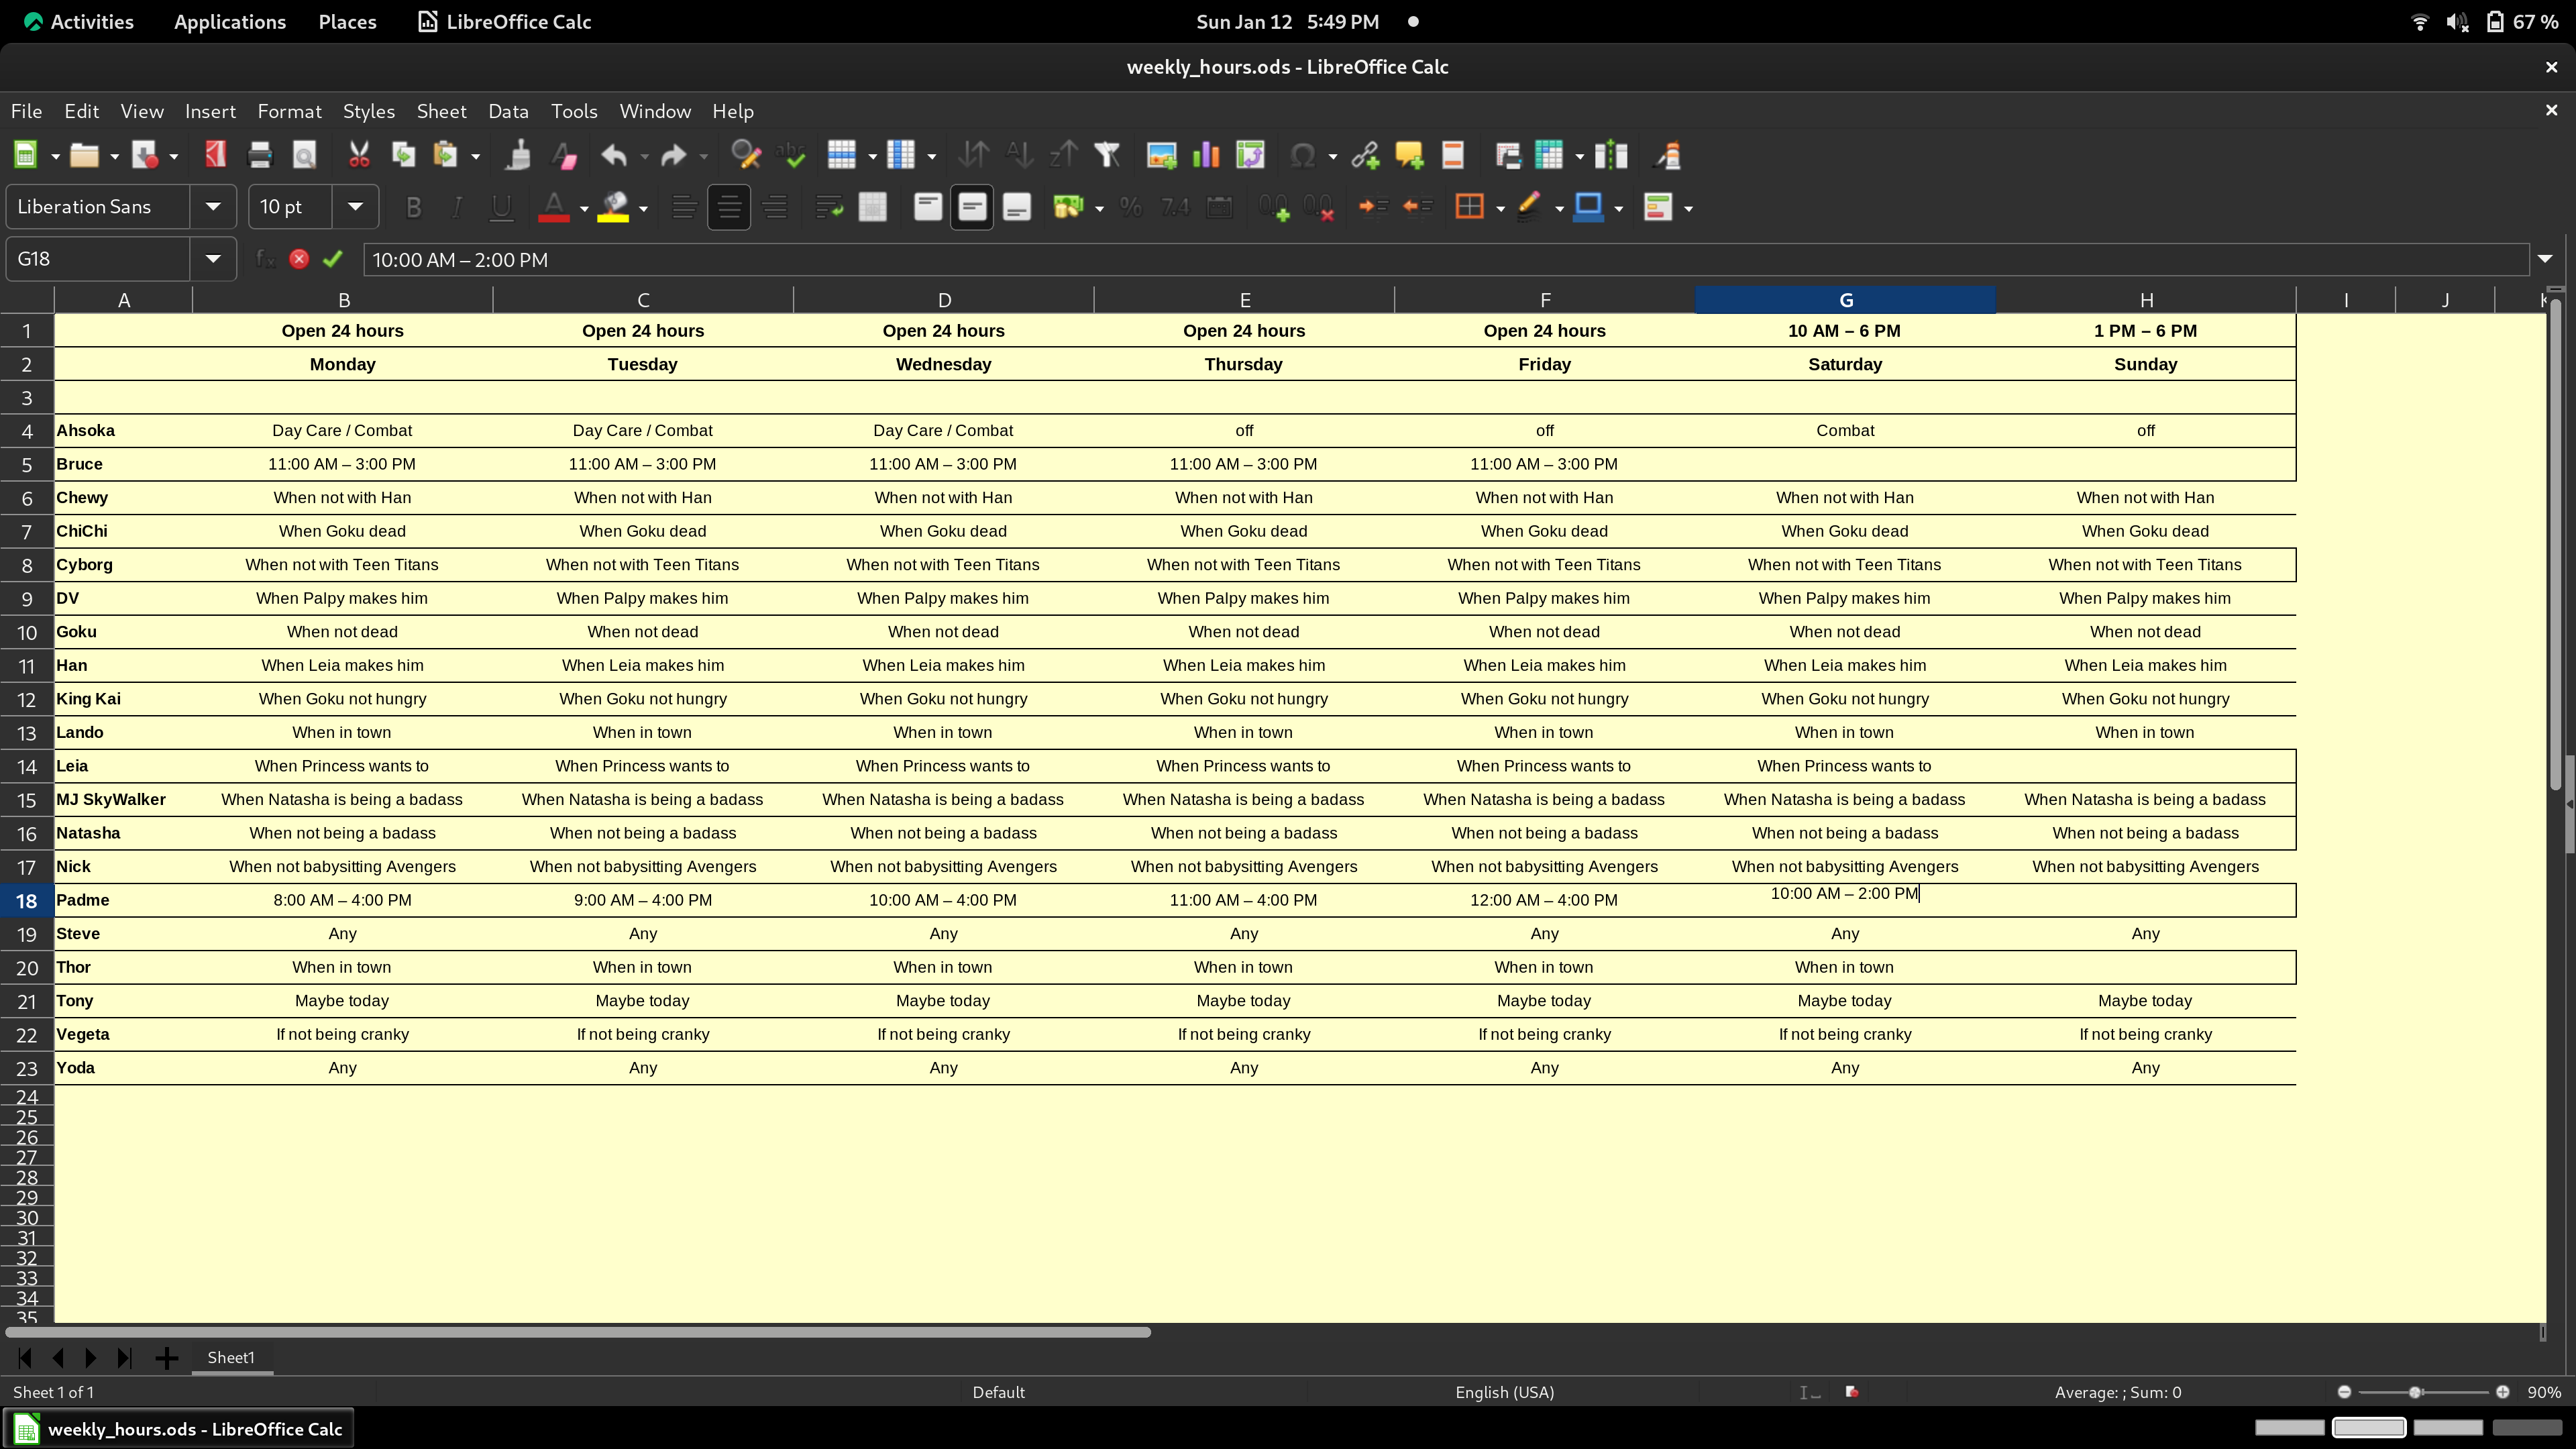 Activities Applications Places LibreOffice Calc Sun Jan 12 5:49 PM 67 %
weekly_hours.ods - LibreOffice Calc
File Edit View Insert Format Styles Sheet Data Tools Window Help
Liberation Sans 10 pt
G18 10:00 AM – 2:00 PM
A B C D E F G H I J K
1 Open 24 hours Open 24 hours Open 24 hours Open 24 hours Open 24 hours 10 AM – 6 PM 1 PM – 6 PM
2 Monday Tuesday Wednesday Thursday Friday Saturday Sunday
3
4 Ahsoka Day Care / Combat Day Care / Combat Day Care / Combat off off Combat off
5 Bruce 11:00 AM – 3:00 PM 11:00 AM – 3:00 PM 11:00 AM – 3:00 PM 11:00 AM – 3:00 PM 11:00 AM – 3:00 PM
6 Chewy When not with Han When not with Han When not with Han When not with Han When not with Han When not with Han When not with Han
7 ChiChi When Goku dead When Goku dead When Goku dead When Goku dead When Goku dead When Goku dead When Goku dead
8 Cyborg When not with Teen Titans When not with Teen Titans When not with Teen Titans When not with Teen Titans When not with Teen Titans When not with Teen Titans When not with Teen Titans
9 DV When Palpy makes him When Palpy makes him When Palpy makes him When Palpy makes him When Palpy makes him When Palpy makes him When Palpy makes him
10 Goku When not dead When not dead When not dead When not dead When not dead When not dead When not dead
11 Han When Leia makes him When Leia makes him When Leia makes him When Leia makes him When Leia makes him When Leia makes him When Leia makes him
12 King Kai When Goku not hungry When Goku not hungry When Goku not hungry When Goku not hungry When Goku not hungry When Goku not hungry When Goku not hungry
13 Lando When in town When in town When in town When in town When in town When in town When in town
14 Leia When Princess wants to When Princess wants to When Princess wants to When Princess wants to When Princess wants to When Princess wants to
15 MJ SkyWalker When Natasha is being a badass When Natasha is being a badass When Natasha is being a badass When Natasha is being a badass When Natasha is being a badass When Natasha is being a badass When Natasha is being a badass
16 Natasha When not being a badass When not being a badass When not being a badass When not being a badass When not being a badass When not being a badass When not being a badass
17 Nick When not babysitting Avengers When not babysitting Avengers When not babysitting Avengers When not babysitting Avengers When not babysitting Avengers When not babysitting Avengers When not babysitting Avengers
18 Padme 8:00 AM – 4:00 PM 9:00 AM – 4:00 PM 10:00 AM – 4:00 PM 11:00 AM – 4:00 PM 12:00 AM – 4:00 PM 10:00 AM – 2:00 PM
19 Steve Any Any Any Any Any Any Any
20 Thor When in town When in town When in town When in town When in town When in town
21 Tony Maybe today Maybe today Maybe today Maybe today Maybe today Maybe today Maybe today
22 Vegeta If not being cranky If not being cranky If not being cranky If not being cranky If not being cranky If not being cranky If not being cranky
23 Yoda Any Any Any Any Any Any Any
24
25
26
27
28
29
30
31
32
33
34
35
Sheet1
Sheet 1 of 1 Default English (USA) Average: ; Sum: 0 90%
weekly_hours.ods - LibreOffice Calc